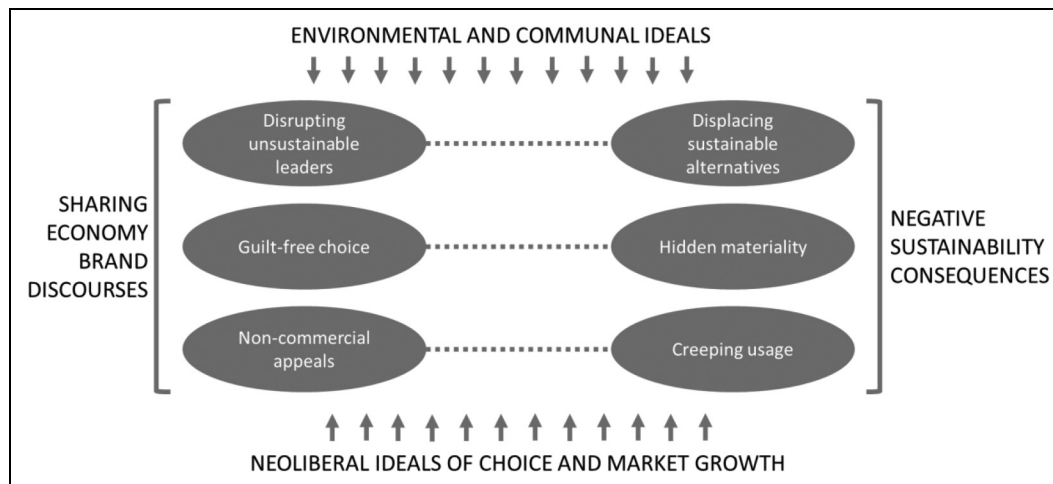 ENVIRONMENTAL AND COMMUNAL IDEALS
SHARING
ECONOMY
BRAND
DISCOURSES
Disrupting
unsustainable
leaders
Displacing
sustainable
alternatives
Guilt-free choice
Hidden materiality
Non-commercial
appeals
Creeping usage
NEGATIVE
SUSTAINABILITY
CONSEQUENCES
NEOLIBERAL IDEALS OF CHOICE AND MARKET GROWTH